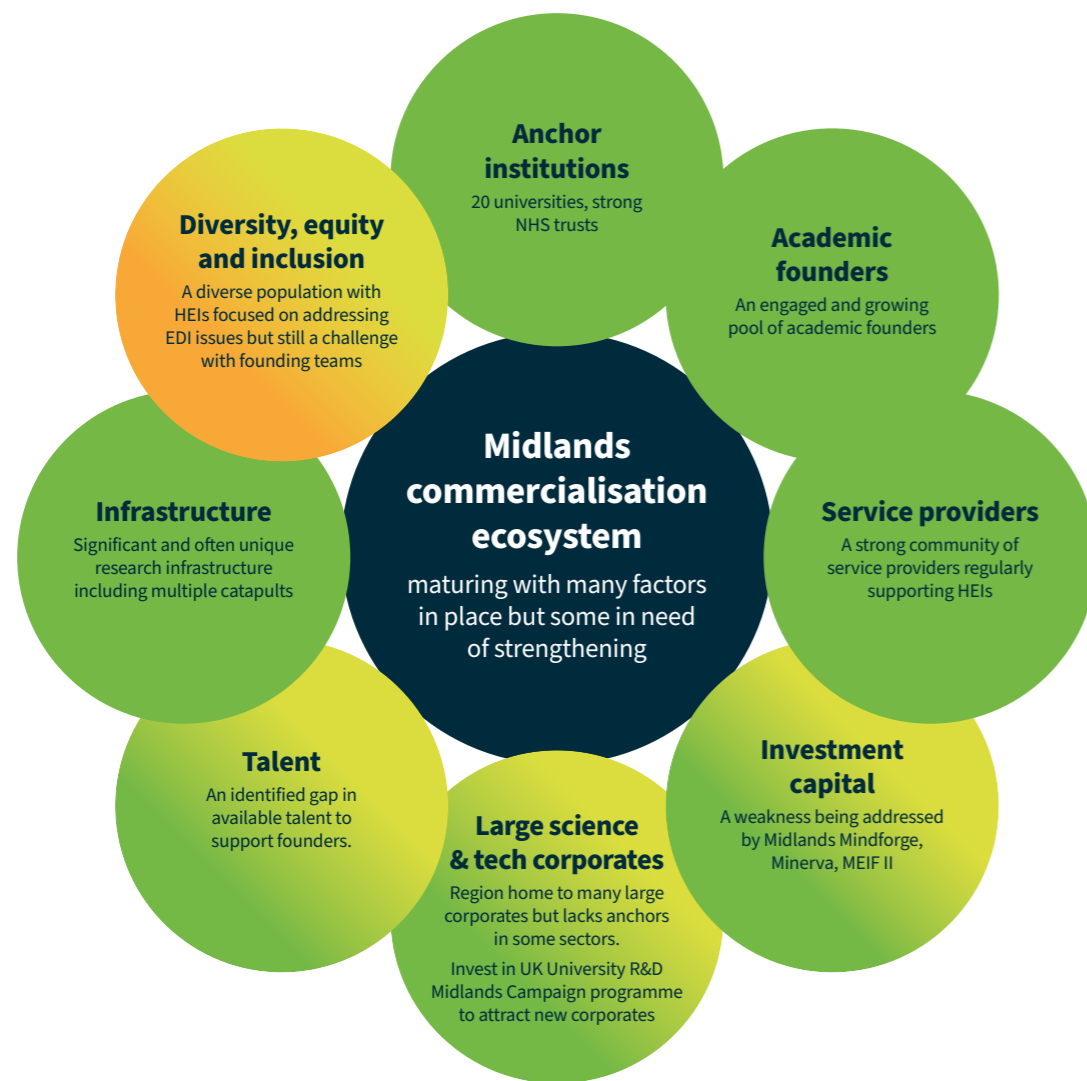 Anchor
institutions
20 universities, strong
NHS trusts
Academic
founders
An engaged and growing
pool of academic founders
Service providers
A strong community of
service providers regularly
supporting HEIs
Investment
capital
A weakness being addressed
by Midlands Mindforge,
Minerva, MEIF II
Large science
& tech corporates
Region home to many large
corporates but lacks anchors
in some sectors.
Invest in UK University R&D
Midlands Campaign programme
to attract new corporates
Talent
An identified gap in
available talent to
support founders.
Infrastructure
Significant and often unique
research infrastructure
including multiple catapults
Diversity, equity
and inclusion
A diverse population with
HEIs focused on addressing
EDI issues but still a challenge
with founding teams
Midlands
commercialisation
ecosystem
maturing with many factors
in place but some in need
of strengthening